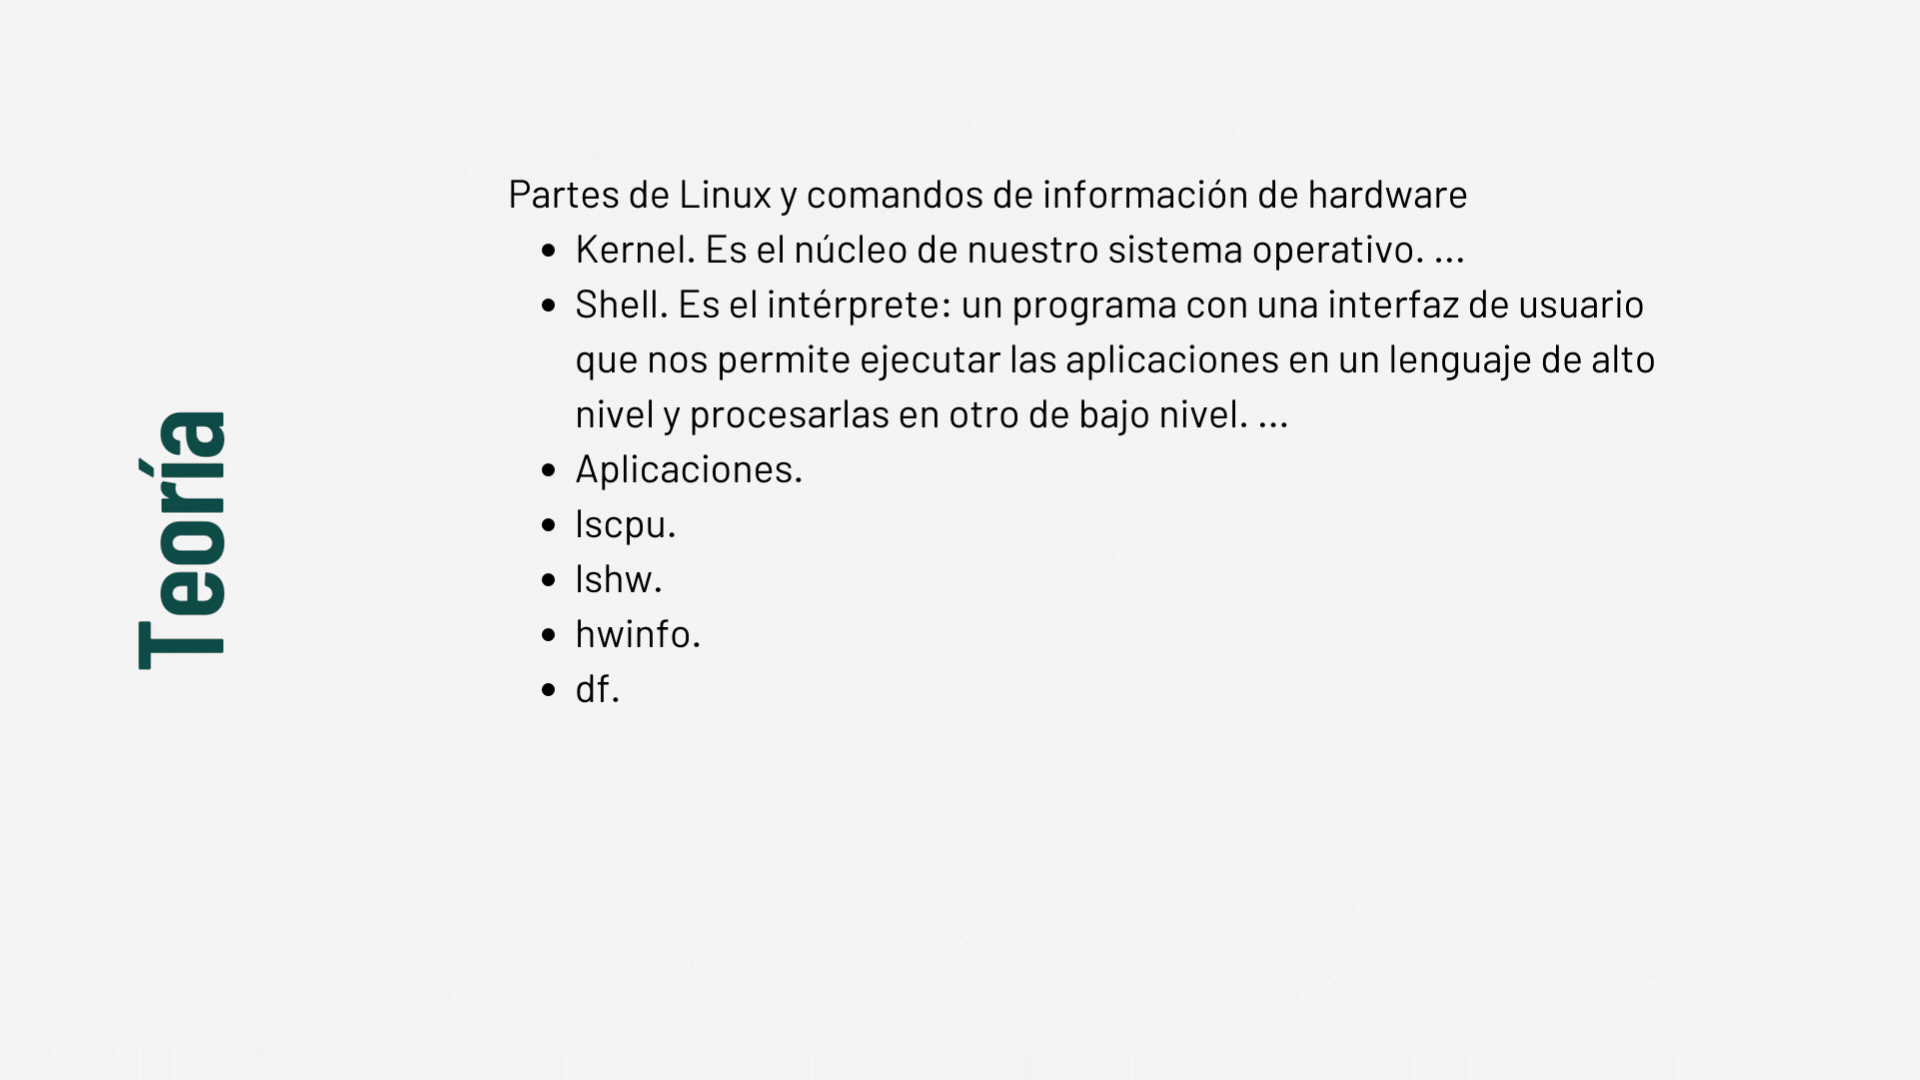 Teoría
Partes de Linux y comandos de información de hardware
• Kernel. Es el núcleo de nuestro sistema operativo. ...
• Shell. Es el intérprete: un programa con una interfaz de usuario
que nos permite ejecutar las aplicaciones en un lenguaje de alto
nivel y procesarlas en otro de bajo nivel. ...
• Aplicaciones.
• lscpu.
• lshw.
• hwinfo.
• df.